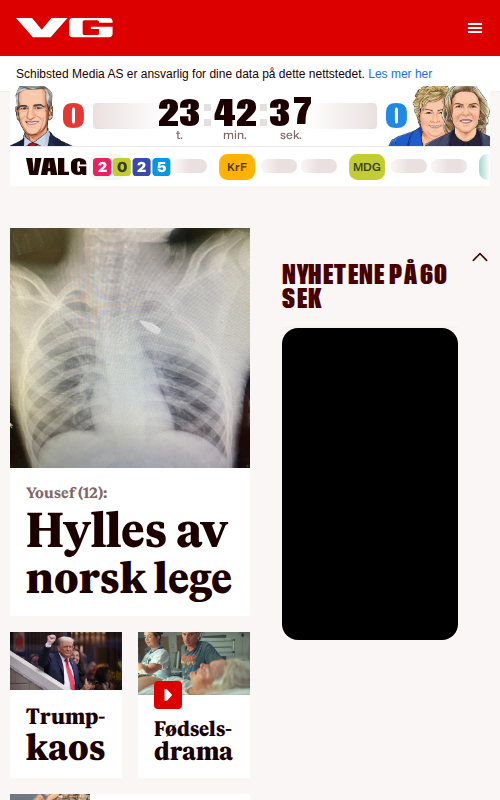 VG
Schibsted Media AS er ansvarlig for dine data på dette nettstedet. Les mer her
0 23:42:37 0
t. min. sek.
VALG 2025 KrF MDG
NYHETENE PÅ 60
SEK
Yousef (12):
Hylles av
norsk lege
Trump-
kaos
Fødsels-
drama